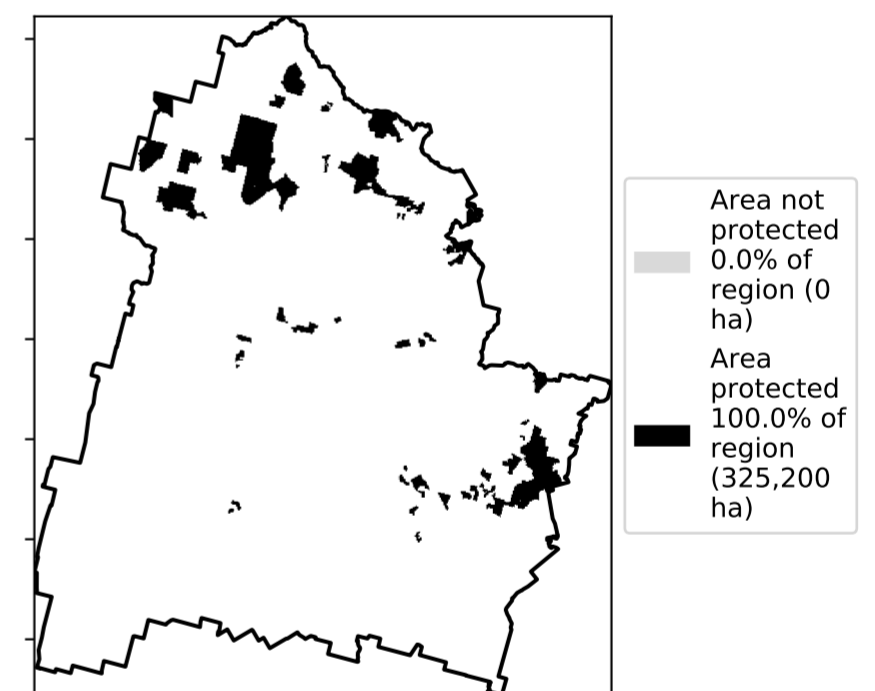 Area not
protected
0.0% of
region (0
ha)
Area
protected
100.0% of
region
(325,200
ha)